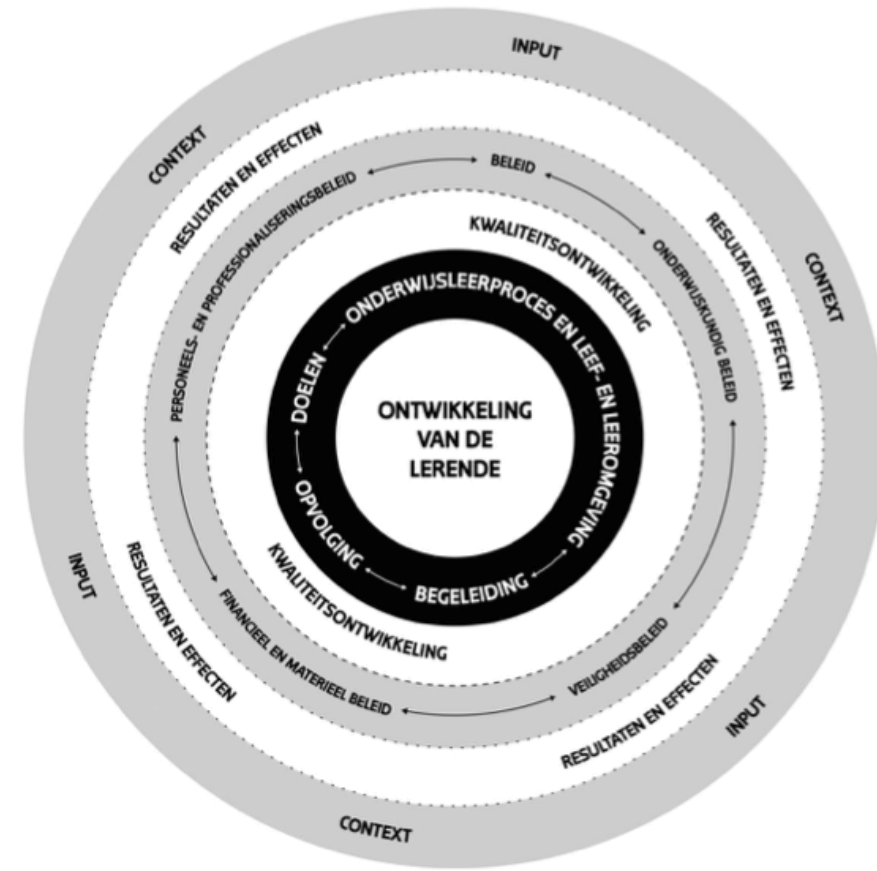 INPUT
CONTEXT
RESULTATEN EN EFFECTEN
BELEID
PERSONEELS- EN PROFESSIONALISERINGSBELEID
KWALITEITSONTWIKKELING
RESULTATEN EN EFFECTEN
CONTEXT
ONDERWIJSKUNDIG BELEID
ONDERWIJSLEERPROCES EN LEEF- EN LEEROMGEVING
DOELEN
ONTWIKKELING
VAN DE
LERENDE
OPVOLGING
BEGELEIDING
KWALITEITSONTWIKKELING
INPUT
RESULTATEN EN EFFECTEN
FINANCIEEL EN MATERIEEL BELEID
VEILIGHEIDSBELEID
RESULTATEN EN EFFECTEN
INPUT
CONTEXT